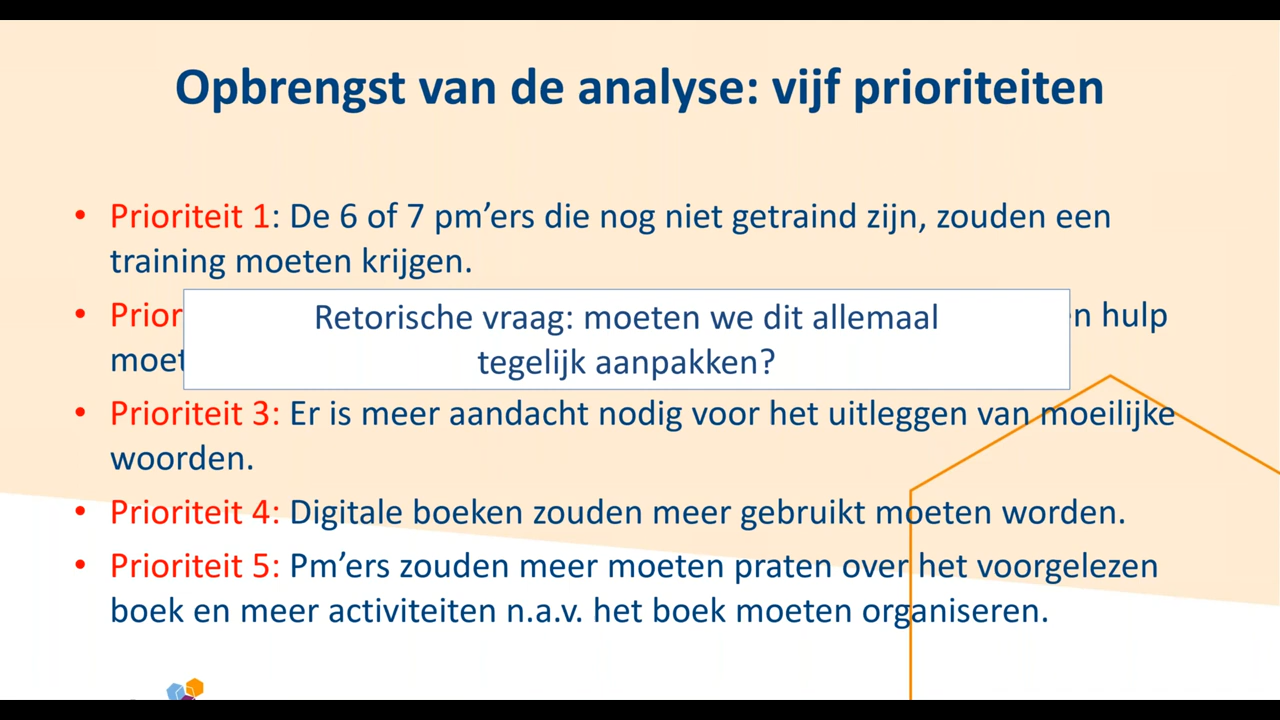 Opbrengst van de analyse: vijf prioriteiten
• Prioriteit 1: De 6 of 7 pm’ers die nog niet getraind zijn, zouden een
training moeten krijgen.
• Prior
hulp
moet
Retorische vraag: moeten we dit allemaal
tegelijk aanpakken?
• Prioriteit 3: Er is meer aandacht nodig voor het uitleggen van moeilijke
woorden.
• Prioriteit 4: Digitale boeken zouden meer gebruikt moeten worden.
• Prioriteit 5: Pm’ers zouden meer moeten praten over het voorgelezen
boek en meer activiteiten n.a.v. het boek moeten organiseren.